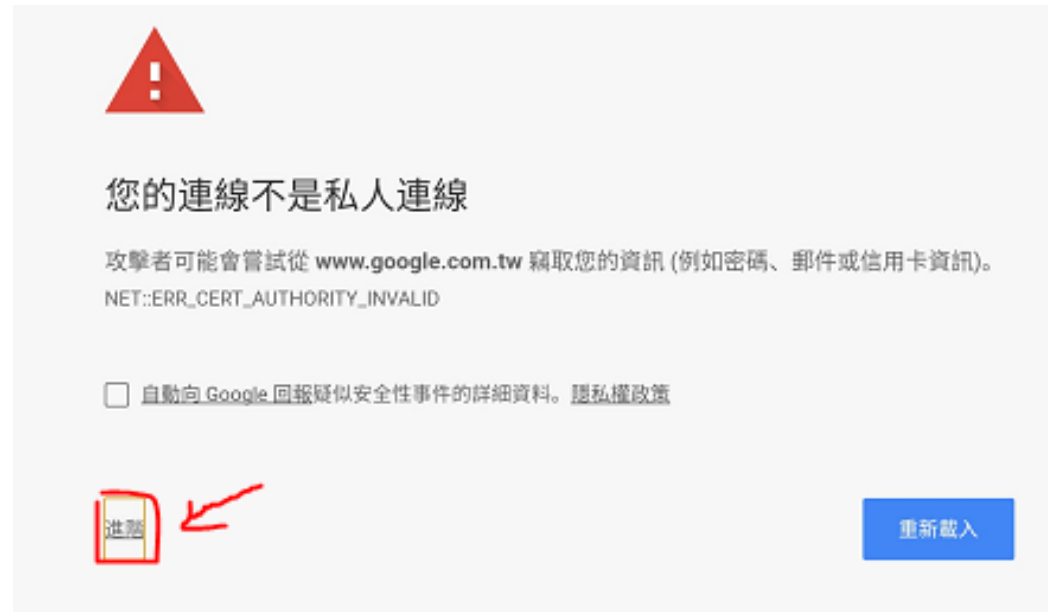 您的連線不是私人連線
攻擊者可能會嘗試從 www.google.com.tw 竊取您的資訊 (例如密碼、郵件或信用卡資訊)。
NET::ERR_CERT_AUTHORITY_INVALID
自動向 Google 回報疑似安全性事件的詳細資料。隱私權政策
進階
重新載入